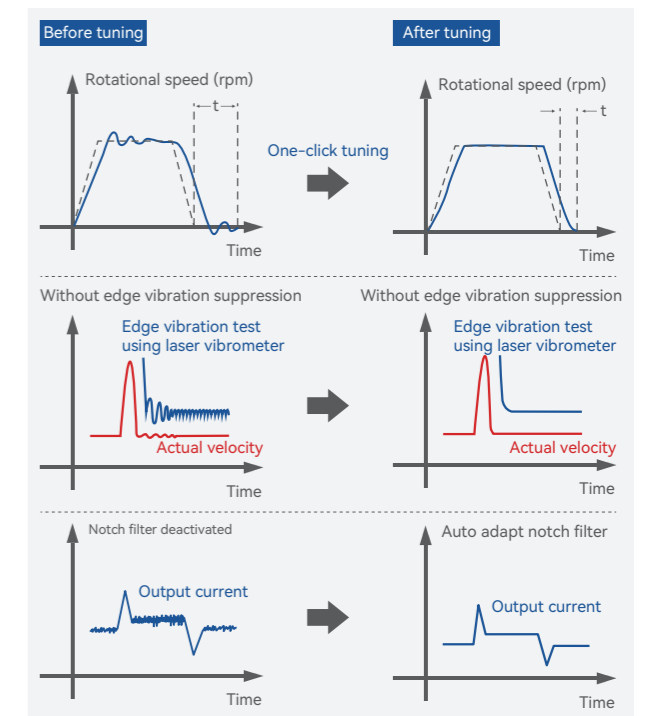 Before tuning
After tuning
Rotational speed (rpm)
t
One-click tuning
Time
Rotational speed (rpm)
t
Time
Without edge vibration suppression
Without edge vibration suppression
Edge vibration test
using laser vibrometer
Actual velocity
Time
Edge vibration test
using laser vibrometer
Actual velocity
Time
Notch filter deactivated
Auto adapt notch filter
Output current
Time
Output current
Time